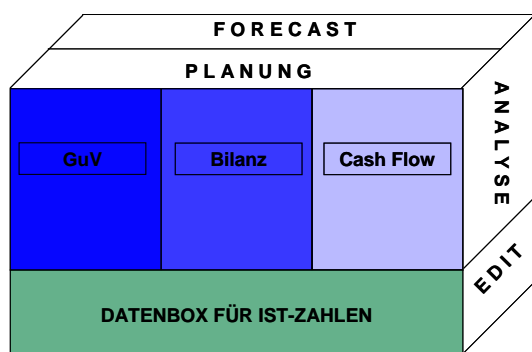 FORECAST
PLANUNG
GuV
Bilanz
Cash Flow
ANALYSE
EDIT
DATENBOX FÜR IST-ZAHLEN